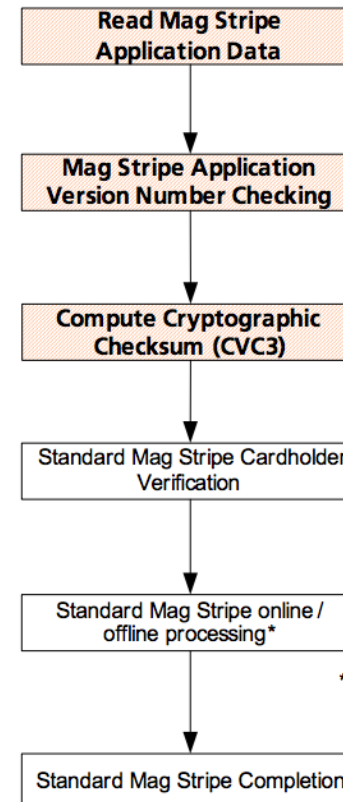 Read Mag Stripe
Application Data
Mag Stripe Application
Version Number Checking
Compute Cryptographic
Checksum (CVC3)
Standard Mag Stripe Cardholder
Verification
Standard Mag Stripe online /
offline processing*
*
Standard Mag Stripe Completion